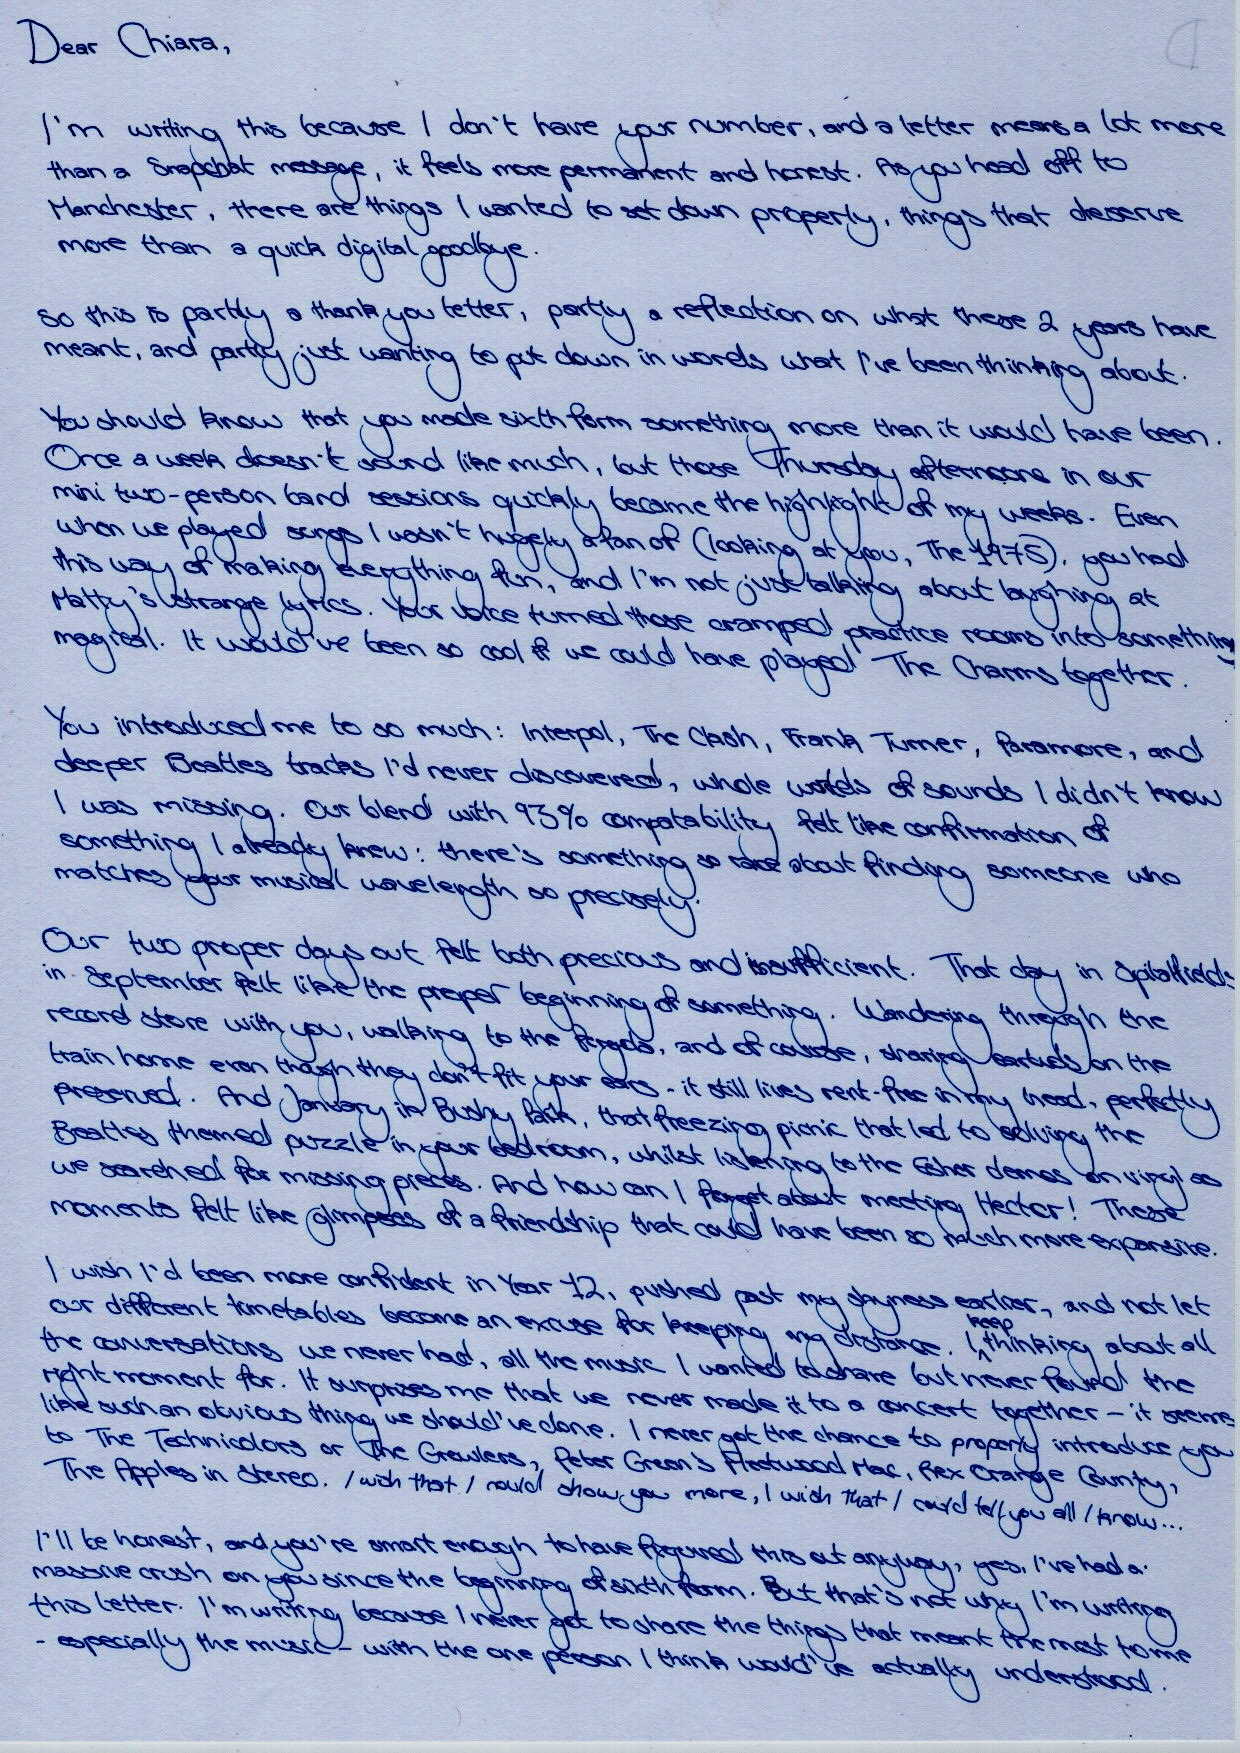 Dear Chiara,
I'm writing this because I don't have your number, and a letter means a lot more
than a Snapchat message, it feels more permanent and honest. As you head off to
Manchester, there are things I wanted to set down properly, things that deserve
more than a quick digital goodbye.
So this is partly a thank you letter, partly a reflection on what these 2 years have
meant, and partly just wanting to put down in words what I've been thinking about.
You should know that you made sixth form something more than it would have been.
Once a week doesn't sound like much, but those Thursday afternoons in our
mini two-person band sessions quickly became the highlight of my weeks. Even
when we played songs I wasn't hugely a fan of (looking at you, The 1975), you had
this way of making everything fun, and I'm not just talking about laughing at
Matty's strange lyrics. Your voice turned those cramped practice rooms into something
magical. It would've been so cool if we could have played The Charms together.
You introduced me to so much: Interpol, The Clash, Frank Turner, Paramore, and
deeper Beatles tracks I'd never discovered, whole worlds of sounds I didn't know
I was missing. Our blend with 93% compatability felt like confirmation of
something I already knew: there's something so rare about finding someone who
matches your musical wavelength so precisely.
Our two proper days out felt both precious and insufficient. That day in Spitalfields
in September felt like the proper beginning of something. Wandering through the
record store with you, walking to the Pergola, and of course, sharing earbuds on the
train home even though they don't fit your ears - it still lives rent-free in my head, perfectly
preserved. And January in Bushy Park, that freezing picnic that led to solving the
Beatles themed puzzle in your bedroom, whilst listening to the Esher demos on vinyl as
we searched for missing pieces. And how can I forget about meeting Hector! These
moments felt like glimpses of a friendship that could have been so much more expansive.
I wish I'd been more confident in Year 12, pushed past my shyness earlier, and not let
our different timetables become an excuse for keeping my distance. I keep thinking about all
the conversations we never had, all the music I wanted to share but never found the
right moment for. It surprises me that we never made it to a concert together – it seems
like such an obvious thing we should've done. I never got the chance to properly introduce you
to The Technicolors or The Growlers, Peter Green's Fleetwood Mac, Rex Orange County,
The Apples in Stereo. I wish that I could show you more, I wish that I could tell you all I know...
I'll be honest, and you're smart enough to have figured this out anyway, yes, I've had a
massive crush on you since the beginning of sixth form. But that's not why I'm writing
this letter. I'm writing because I never got to share the things that meant the most to me
- especially the music - with the one person I think would've actually understood.